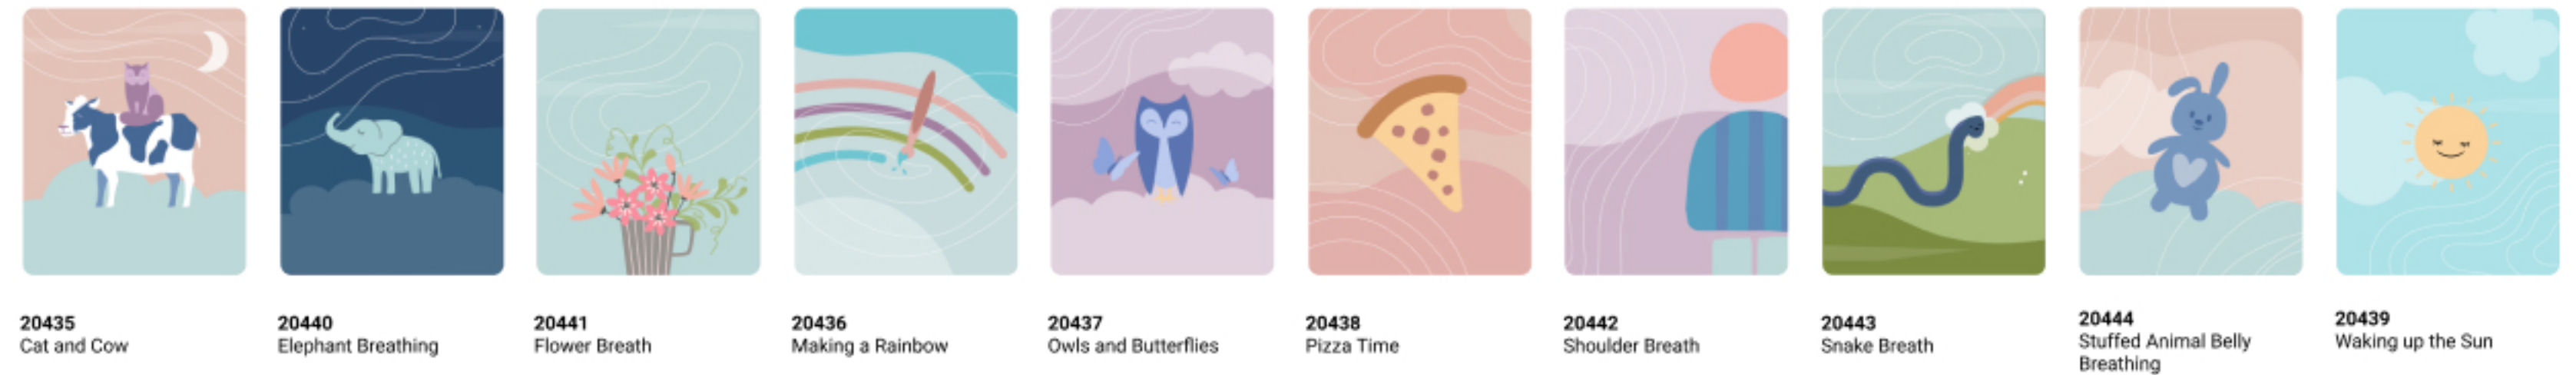 20435
Cat and Cow
20440
Elephant Breathing
20441
Flower Breath
20436
Making a Rainbow
20437
Owls and Butterflies
20438
Pizza Time
20442
Shoulder Breath
20443
Snake Breath
20444
Stuffed Animal Belly
Breathing
20439
Waking up the Sun